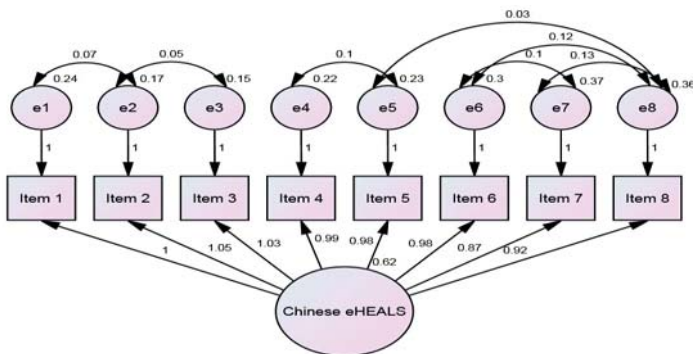 0.03
0.12
0.07 0.05 0.1 0.1 0.13
0.24 0.17 0.15 0.22 0.23 0.3 0.37 0.36
e1 e2 e3 e4 e5 e6 e7 e8
1 1 1 1 1 1 1 1
Item 1 Item 2 Item 3 Item 4 Item 5 Item 6 Item 7 Item 8
1 1.05 1.03 0.99 0.98 0.98 0.87 0.92
0.62
Chinese eHEALS